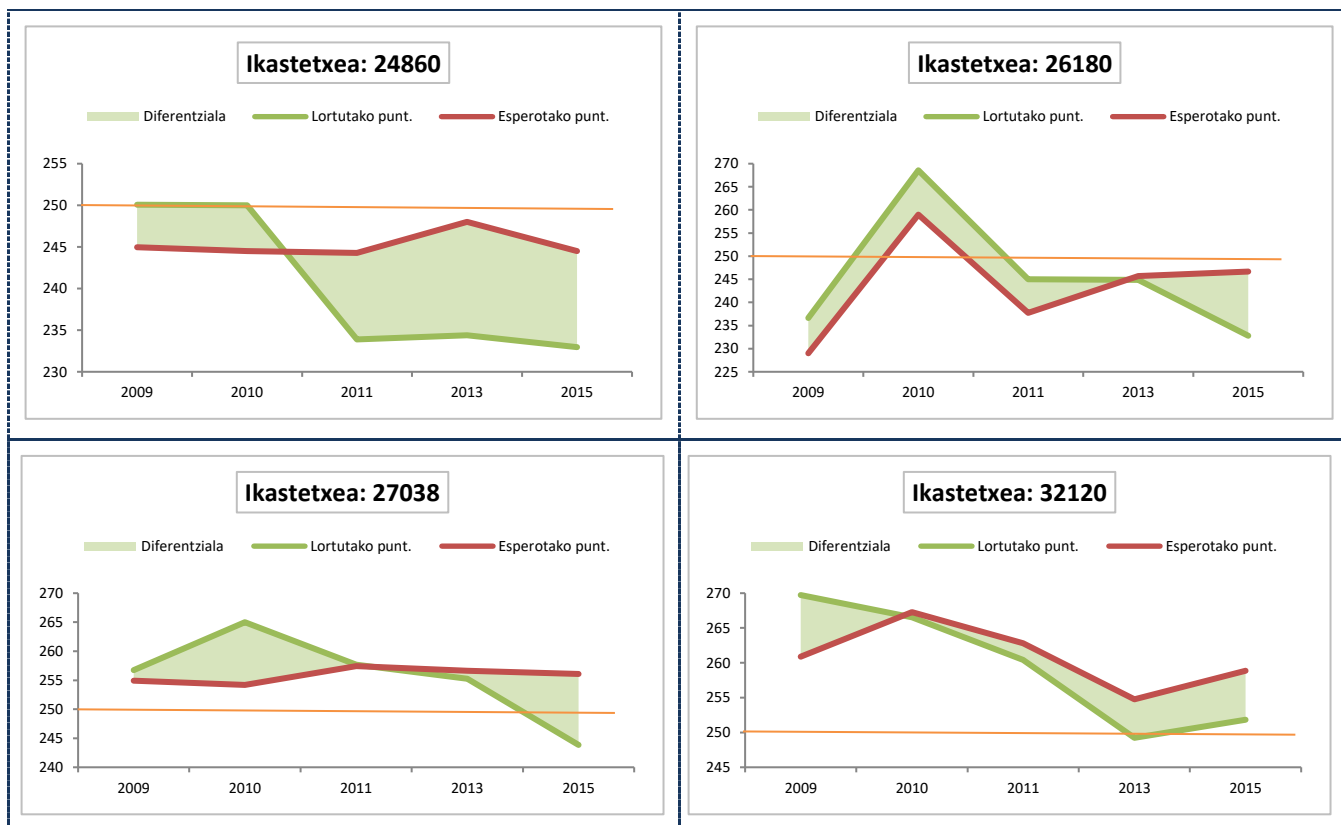 Ikastetxea: 24860
Diferentziala Lortutako punt. Esperotako punt.
255
250
245
240
235
230
2009 2010 2011 2013 2015
Ikastetxea: 26180
Diferentziala Lortutako punt. Esperotako punt.
270
265
260
255
250
245
240
235
230
225
2009 2010 2011 2013 2015
Ikastetxea: 27038
Diferentziala Lortutako punt. Esperotako punt.
270
265
260
255
250
245
240
2009 2010 2011 2013 2015
Ikastetxea: 32120
Diferentziala Lortutako punt. Esperotako punt.
270
265
260
255
250
245
2009 2010 2011 2013 2015